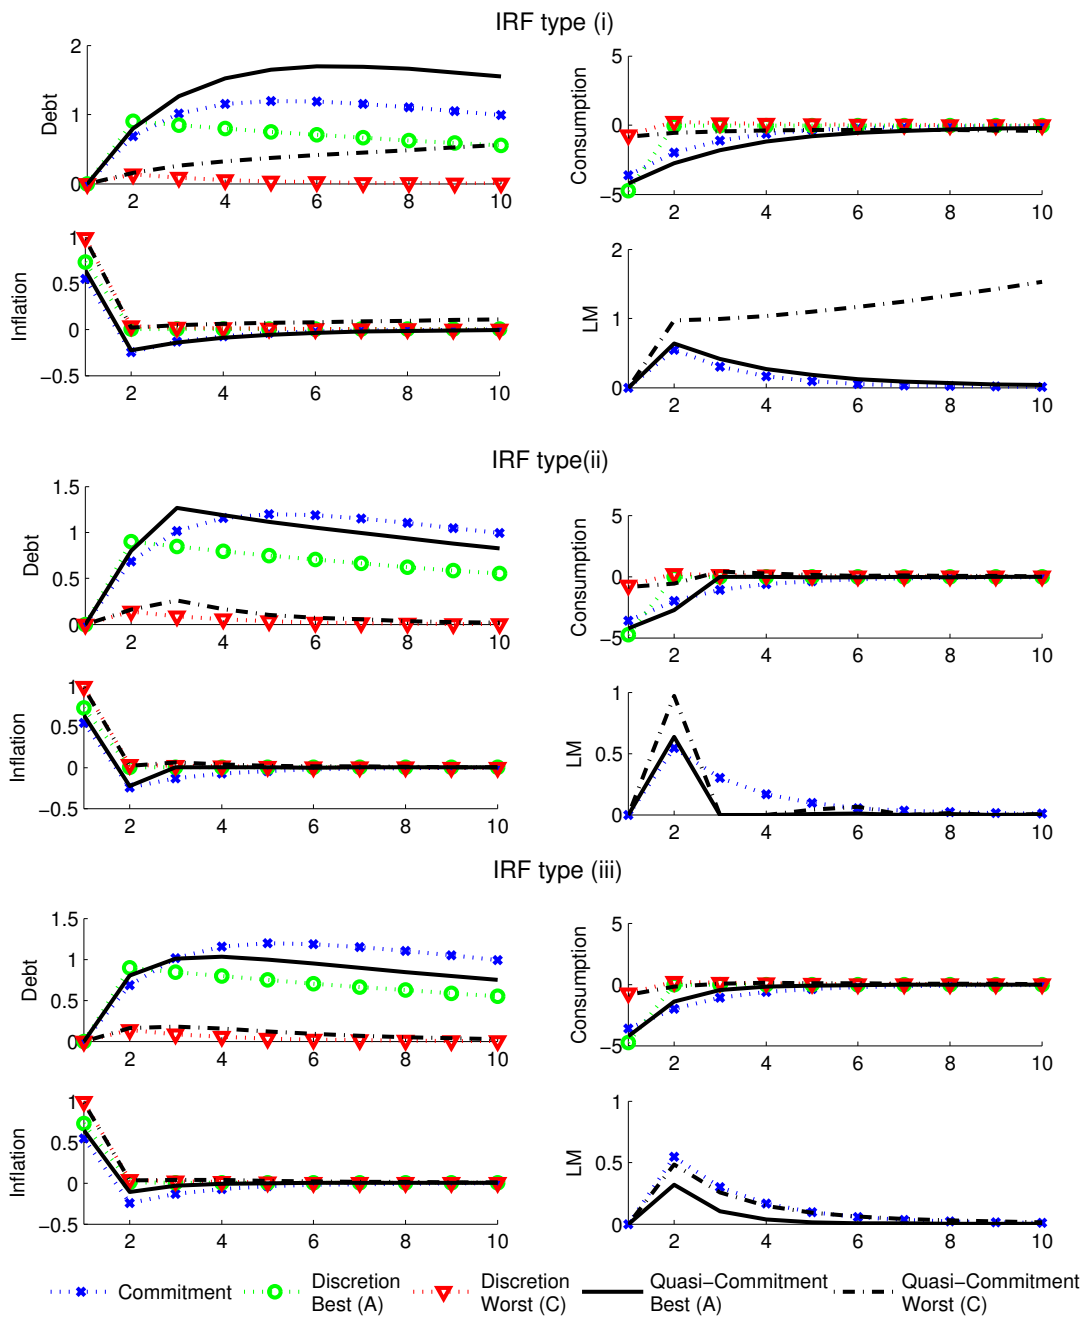 IRF type (i)
Debt
2
1
0
2 4 6 8 10
Consumption
5
0
−5
2 4 6 8 10
Inflation
1
0.5
0
−0.5
2 4 6 8 10
LM
2
1
0
2 4 6 8 10
IRF type(ii)
Debt
1.5
1
0.5
0
2 4 6 8 10
Consumption
5
0
−5
2 4 6 8 10
Inflation
1
0.5
0
−0.5
2 4 6 8 10
LM
1
0.5
0
2 4 6 8 10
IRF type (iii)
Debt
1.5
1
0.5
0
2 4 6 8 10
Consumption
5
0
−5
2 4 6 8 10
Inflation
1
0.5
0
−0.5
2 4 6 8 10
LM
1
0.5
0
2 4 6 8 10
Commitment
Discretion
Best (A)
Discretion
Worst (C)
Quasi−Commitment
Best (A)
Quasi−Commitment
Worst (C)